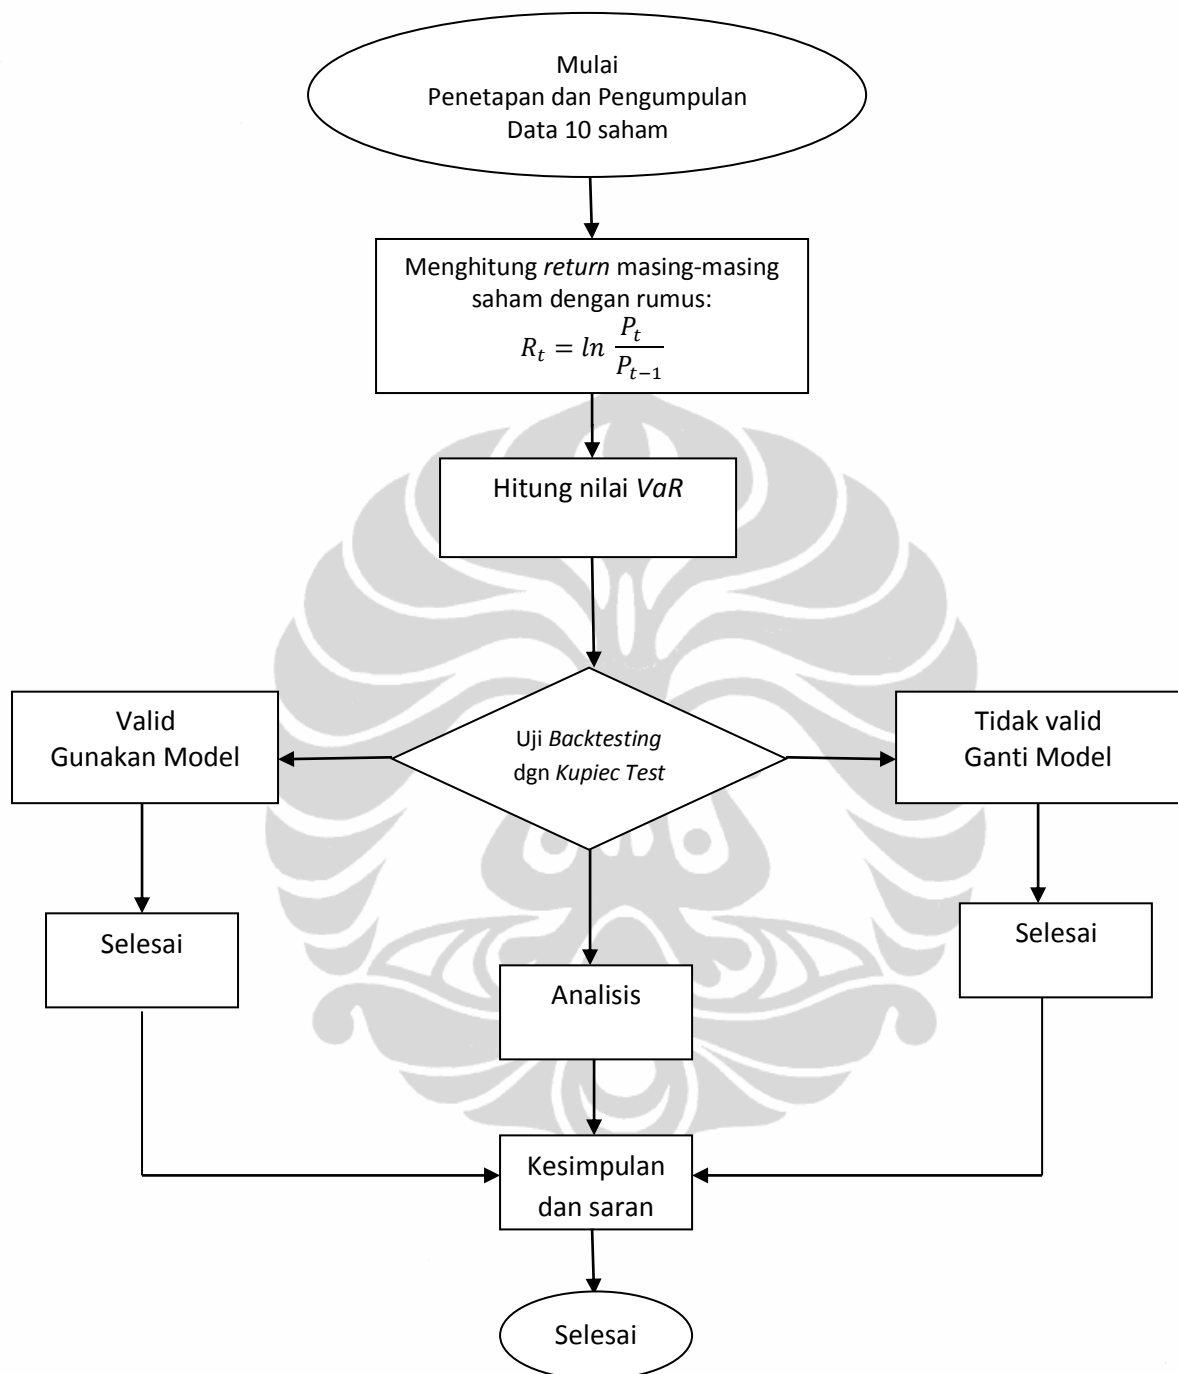 Mulai
Penetapan dan Pengumpulan
Data 10 saham
Menghitung return masing-masing
saham dengan rumus:
R_t = ln P_t / P_{t-1}
Hitung nilai VaR
Valid
Gunakan Model
Uji Backtesting
dgn Kupiec Test
Tidak valid
Ganti Model
Selesai
Analisis
Selesai
Kesimpulan
dan saran
Selesai